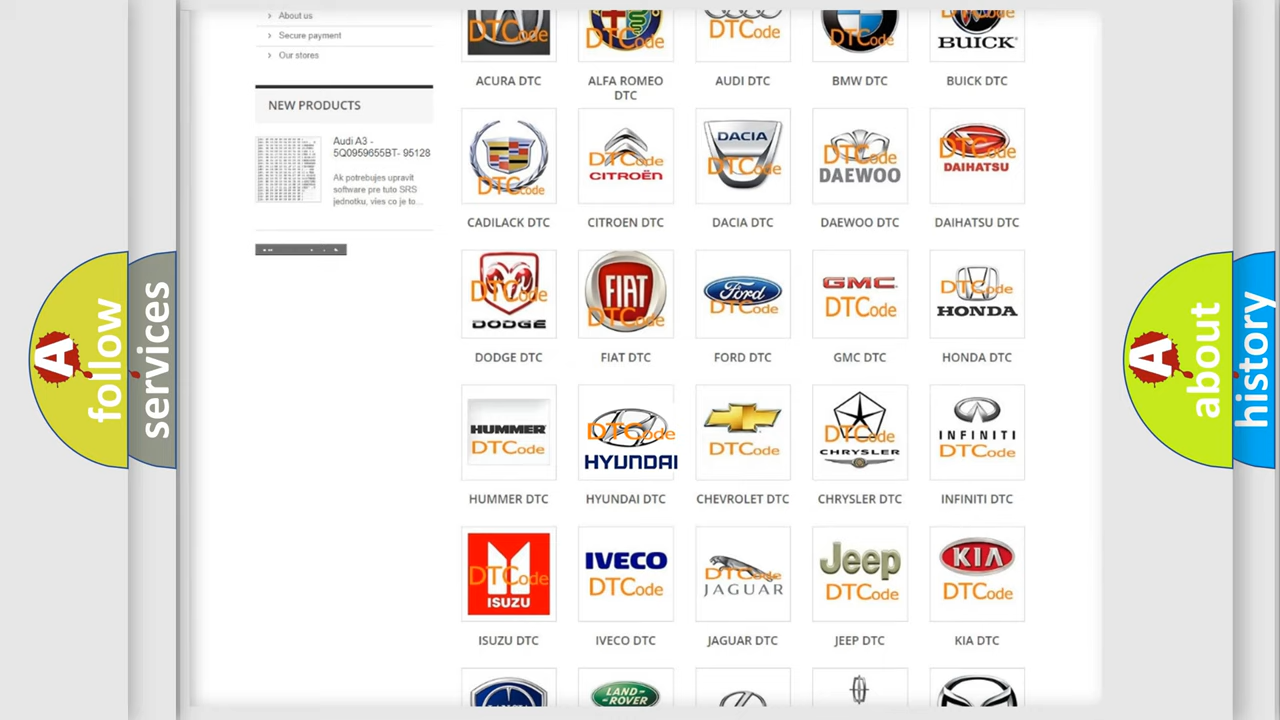 About us
Secure payment
Our stores
NEW PRODUCTS
Audi A3 -
5Q0959655BT- 95128
Ak potrebujes upravit
software pre tuto SRS
jednotku, vies co je to...
DTCode DTCode DTCode DTCode BUICK
ACURA DTC ALFA ROMEO DTC AUDI DTC BMW DTC BUICK DTC
DTCode DTCode CITROËN DACIA DTCode DTCode DAEWOO DTCode DAIHATSU
CADILACK DTC CITROEN DTC DACIA DTC DAEWOO DTC DAIHATSU DTC
DTCode DODGE FIAT DTCode Ford DTCode GMC DTCode DTCode HONDA
DODGE DTC FIAT DTC FORD DTC GMC DTC HONDA DTC
HUMMER DTCode DTCode HYUNDAI DTCode DTCode CHRYSLER INFINITI DTCode
HUMMER DTC HYUNDAI DTC CHEVROLET DTC CHRYSLER DTC INFINITI DTC
DTCode ISUZU IVECO DTCode DTCode JAGUAR Jeep DTCode KIA DTCode
ISUZU DTC IVECO DTC JAGUAR DTC JEEP DTC KIA DTC
LAND-
ROVER
A follow
services
A about
history